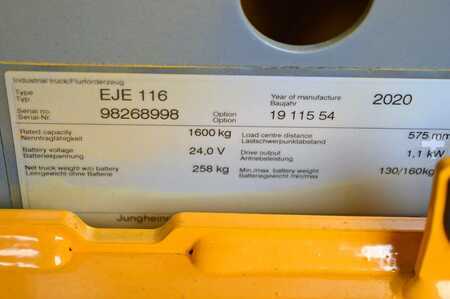 Industrial truck/Flurförderzeug
Type
Typ EJE 116 Year of manufacture
Baujahr 2020
Serial no.
Serial-Nr. 98268998 Option
Option 19 115 54
Rated capacity
Nenntragfähigkeit 1600 kg Load centre distance
Lastschwerpunktabstand 575 mm
Battery voltage
Batteriespannung 24,0 V Drive output
Antriebsleistung 1,1 kW
Net truck weight w/o battery
Leergewicht ohne Batterie 258 kg Min./max. battery weight
Batteriegewicht min/max 130/160kg
Junghein